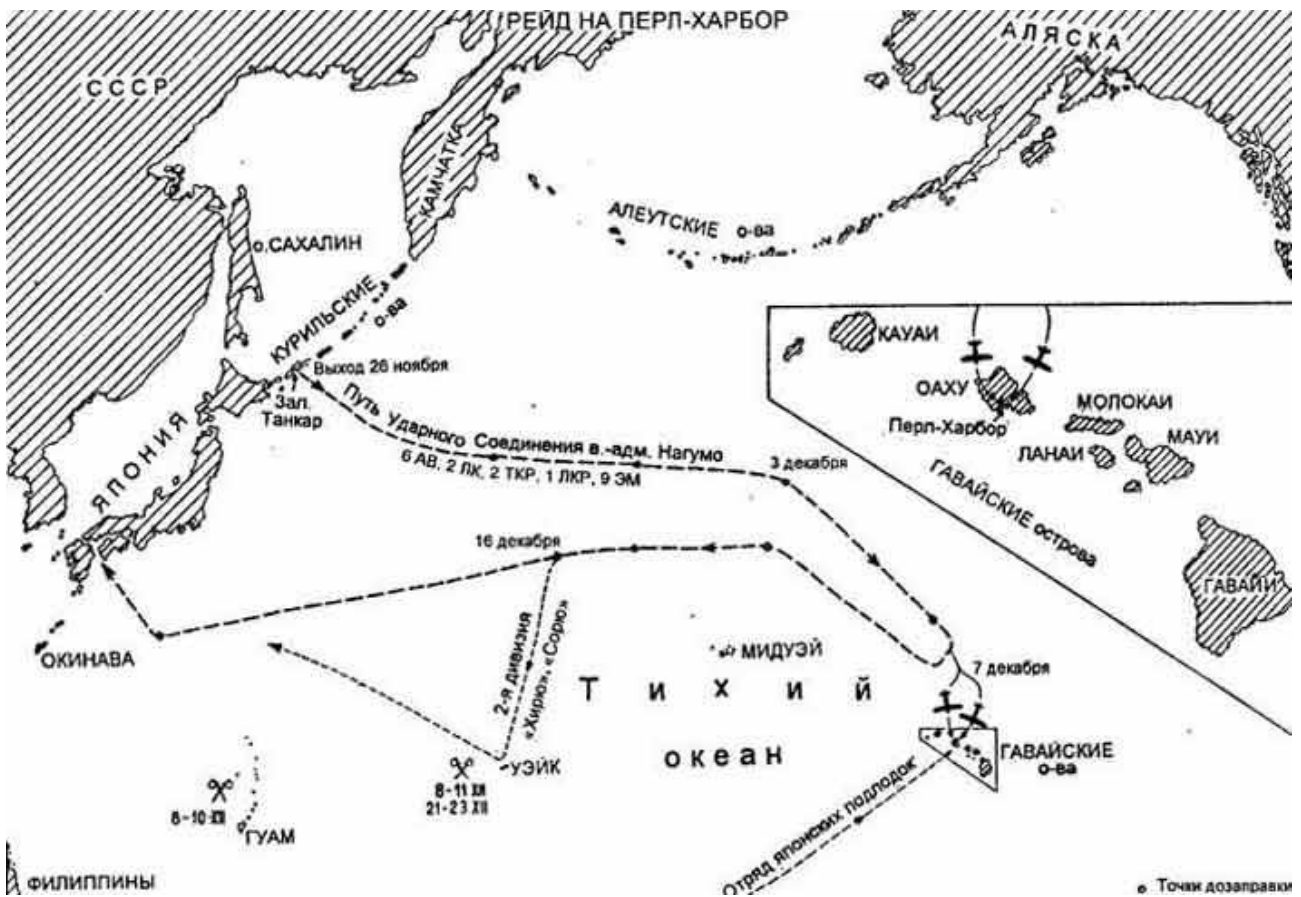 РЕЙД НА ПЕРЛ-ХАРБОР
АЛЯСКА
СССР
КАМЧАТКА
АЛЕУТСКИЕ о-ва
о.САХАЛИН
КУРИЛЬСКИЕ
о-ва
Выход 26 ноября
Зал.
Танкар
ЯПОНИЯ
Путь Ударного Соединения в.-адм. Нагумо
6 АВ, 2 ЛК, 2 ТКР, 1 ЛКР, 9 ЭМ
3 декабря
КАУАИ
ОАХУ
Перл-Харбор
МОЛОКАИ
ЛАНАИ
МАУИ
ГАВАЙСКИЕ острова
ГАВАЙИ
16 декабря
2-я дивизия
«Хирю», «Сорю»
ОКИНАВА
МИДУЭЙ
7 декабря
Тихий
океан
ГАВАЙСКИЕ
о-ва
УЭЙК
8-11 XII
21-23 XII
8-10 XII
ГУАМ
Отряд японских подлодок
ФИЛИППИНЫ
Точки дозаправки